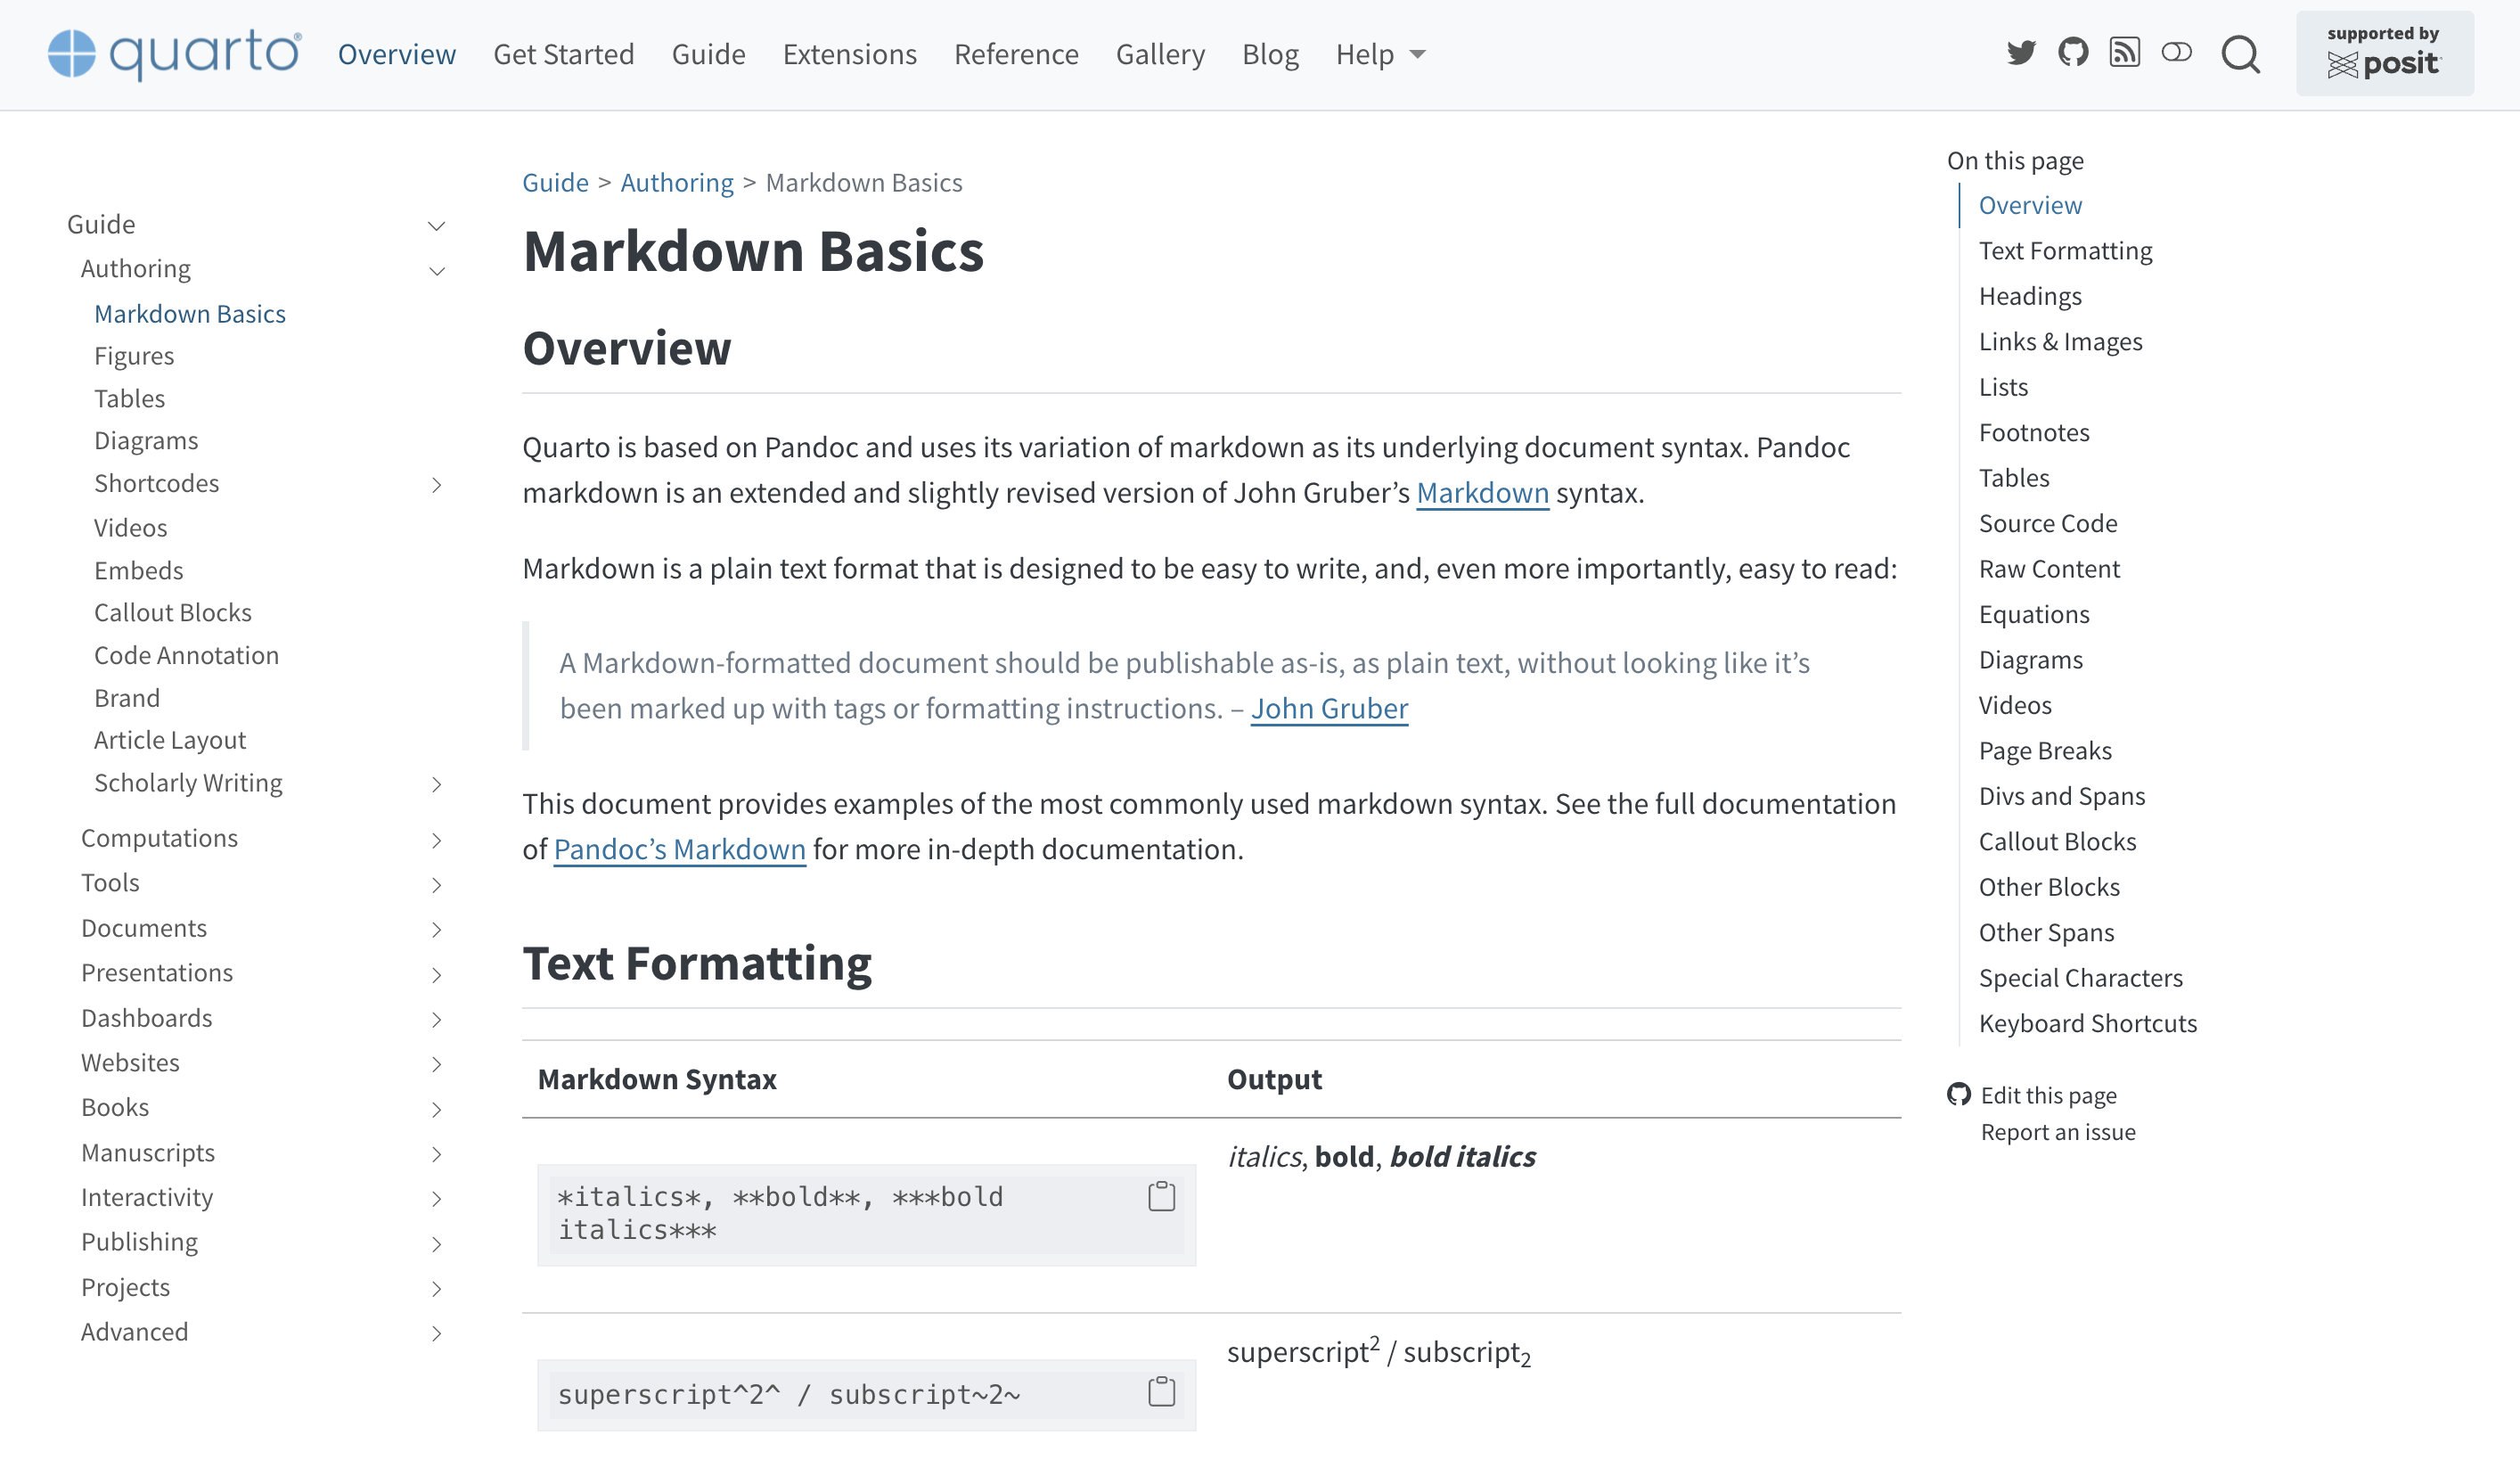 quarto®
Overview
Get Started
Guide
Extensions
Reference
Gallery
Blog
Help
supported by
posit
Guide
Authoring
Markdown Basics
Figures
Tables
Diagrams
Shortcodes
Videos
Embeds
Callout Blocks
Code Annotation
Brand
Article Layout
Scholarly Writing
Computations
Tools
Documents
Presentations
Dashboards
Websites
Books
Manuscripts
Interactivity
Publishing
Projects
Advanced
Guide > Authoring > Markdown Basics
Markdown Basics
Overview
Quarto is based on Pandoc and uses its variation of markdown as its underlying document syntax. Pandoc
markdown is an extended and slightly revised version of John Gruber’s Markdown syntax.
Markdown is a plain text format that is designed to be easy to write, and, even more importantly, easy to read:
A Markdown-formatted document should be publishable as-is, as plain text, without looking like it’s
been marked up with tags or formatting instructions. – John Gruber
This document provides examples of the most commonly used markdown syntax. See the full documentation
of Pandoc’s Markdown for more in-depth documentation.
Text Formatting
Markdown Syntax
Output
*italics*, **bold**, ***bold
italics***
italics, bold, bold italics
superscript^2^ / subscript~2~
superscript² / subscript₂
On this page
Overview
Text Formatting
Headings
Links & Images
Lists
Footnotes
Tables
Source Code
Raw Content
Equations
Diagrams
Videos
Page Breaks
Divs and Spans
Callout Blocks
Other Blocks
Other Spans
Special Characters
Keyboard Shortcuts
Edit this page
Report an issue